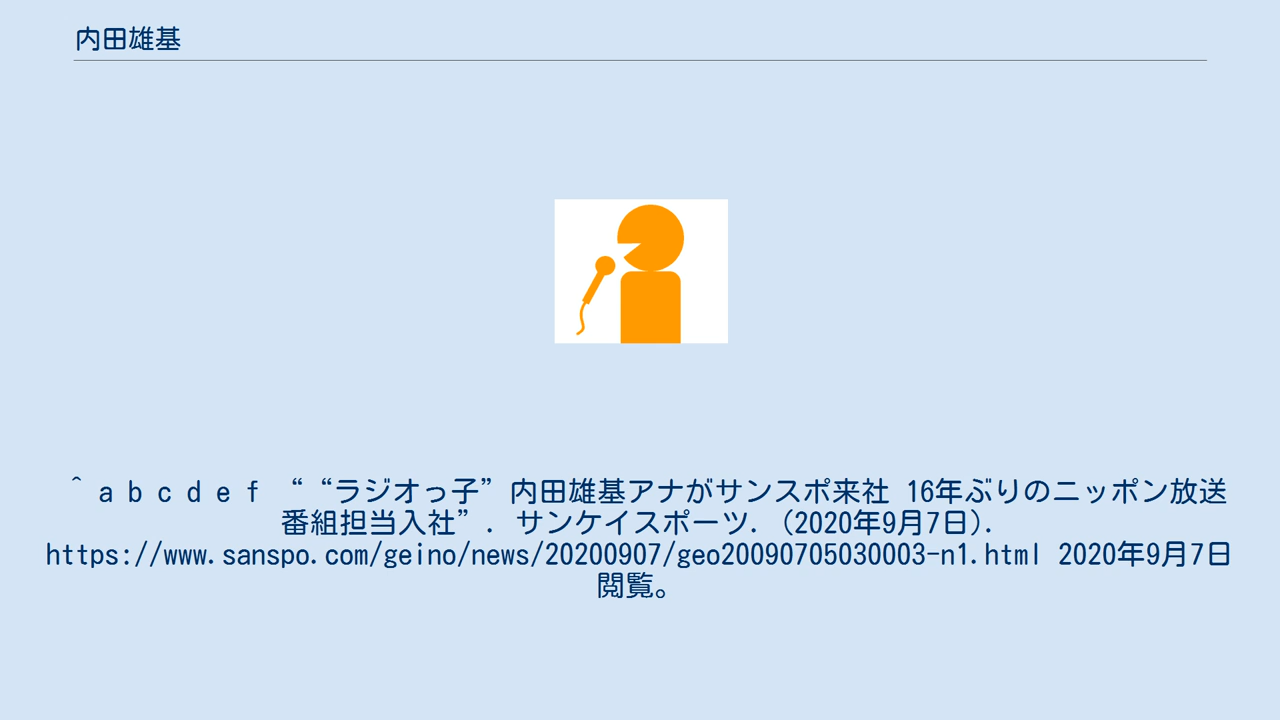 内田雄基
^ a b c d e f “ “ラジオっ子” 内田雄基アナがサンスポ来社 16年ぶりのニッポン放送
番組担当入社”. サンケイスポーツ. (2020年9月7日).
https://www.sanspo.com/geino/news/20200907/geo20090705030003-n1.html 2020年9月7日
閲覧。